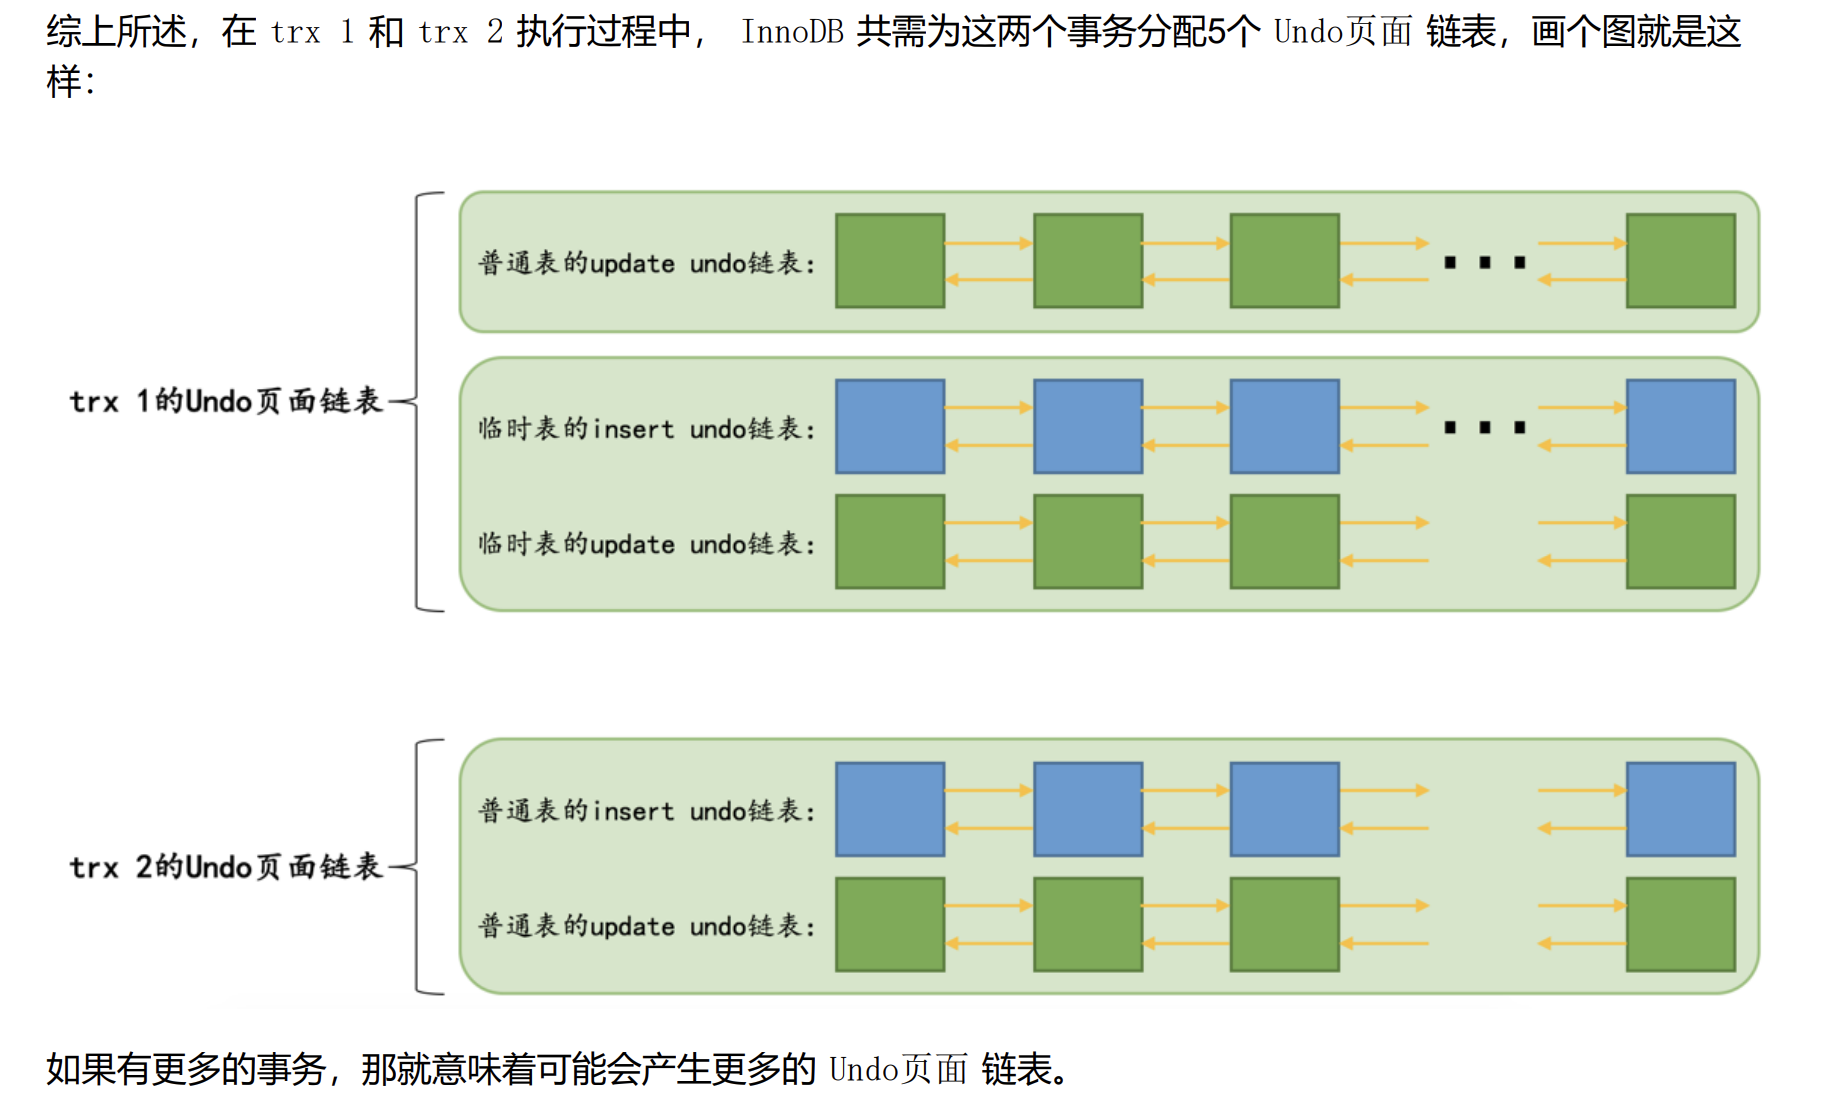 综上所述，在 trx 1 和 trx 2 执行过程中， InnoDB 共需为这两个事务分配5个 Undo页面 链表，画个图就是这
样：
普通表的update undo链表：
trx 1的Undo页面链表
临时表的insert undo链表：
临时表的update undo链表：
普通表的insert undo链表：
trx 2的Undo页面链表
普通表的update undo链表：
如果有更多的事务，那就意味着可能会产生更多的 Undo页面 链表。